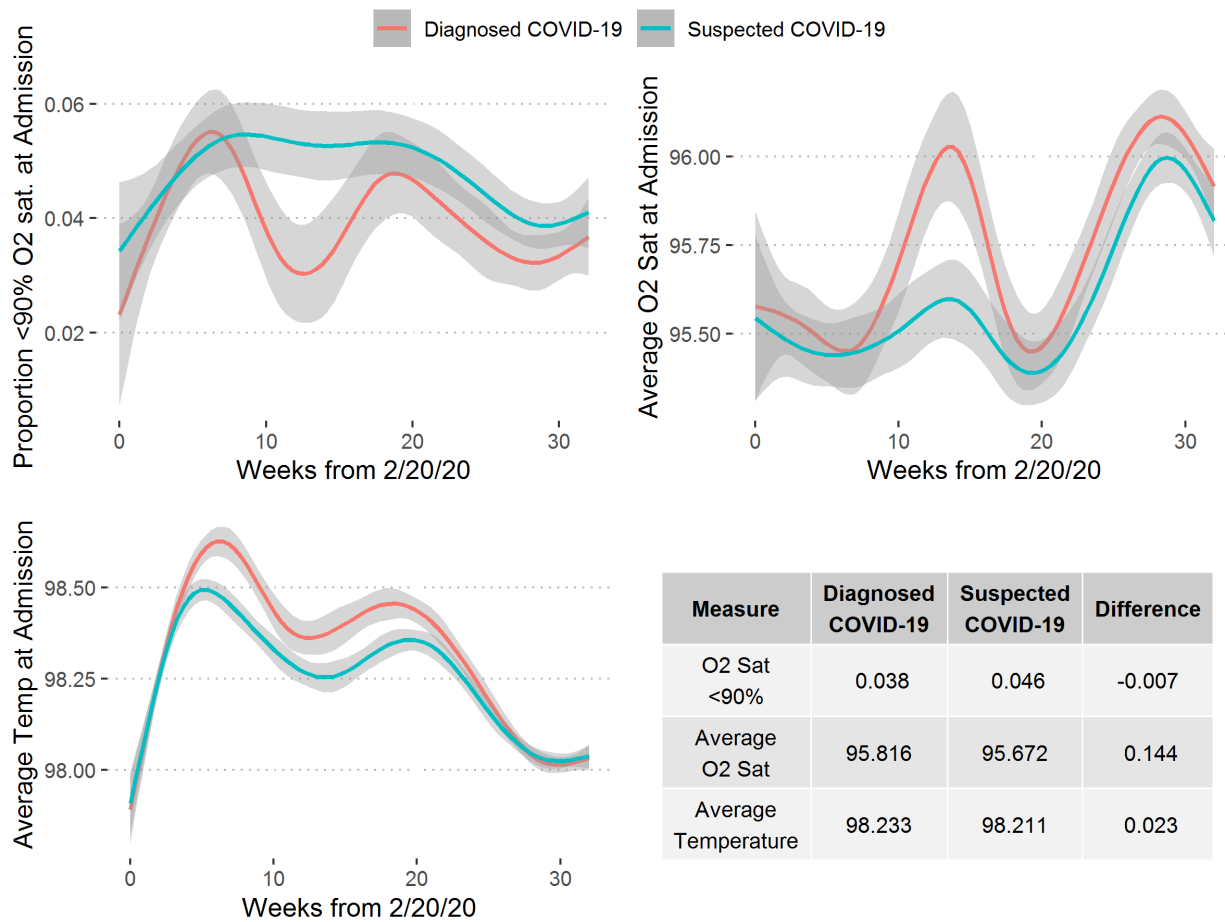 Diagnosed COVID-19 Suspected COVID-19
Proportion <90% O2 sat. at Admission
0.06
0.04
0.02
0 10 20 30
Weeks from 2/20/20
Average O2 Sat at Admission
96.00
95.75
95.50
0 10 20 30
Weeks from 2/20/20
Average Temp at Admission
98.50
98.25
98.00
0 10 20 30
Weeks from 2/20/20
Measure Diagnosed COVID-19 Suspected COVID-19 Difference
O2 Sat <90% 0.038 0.046 -0.007
Average O2 Sat 95.816 95.672 0.144
Average Temperature 98.233 98.211 0.023